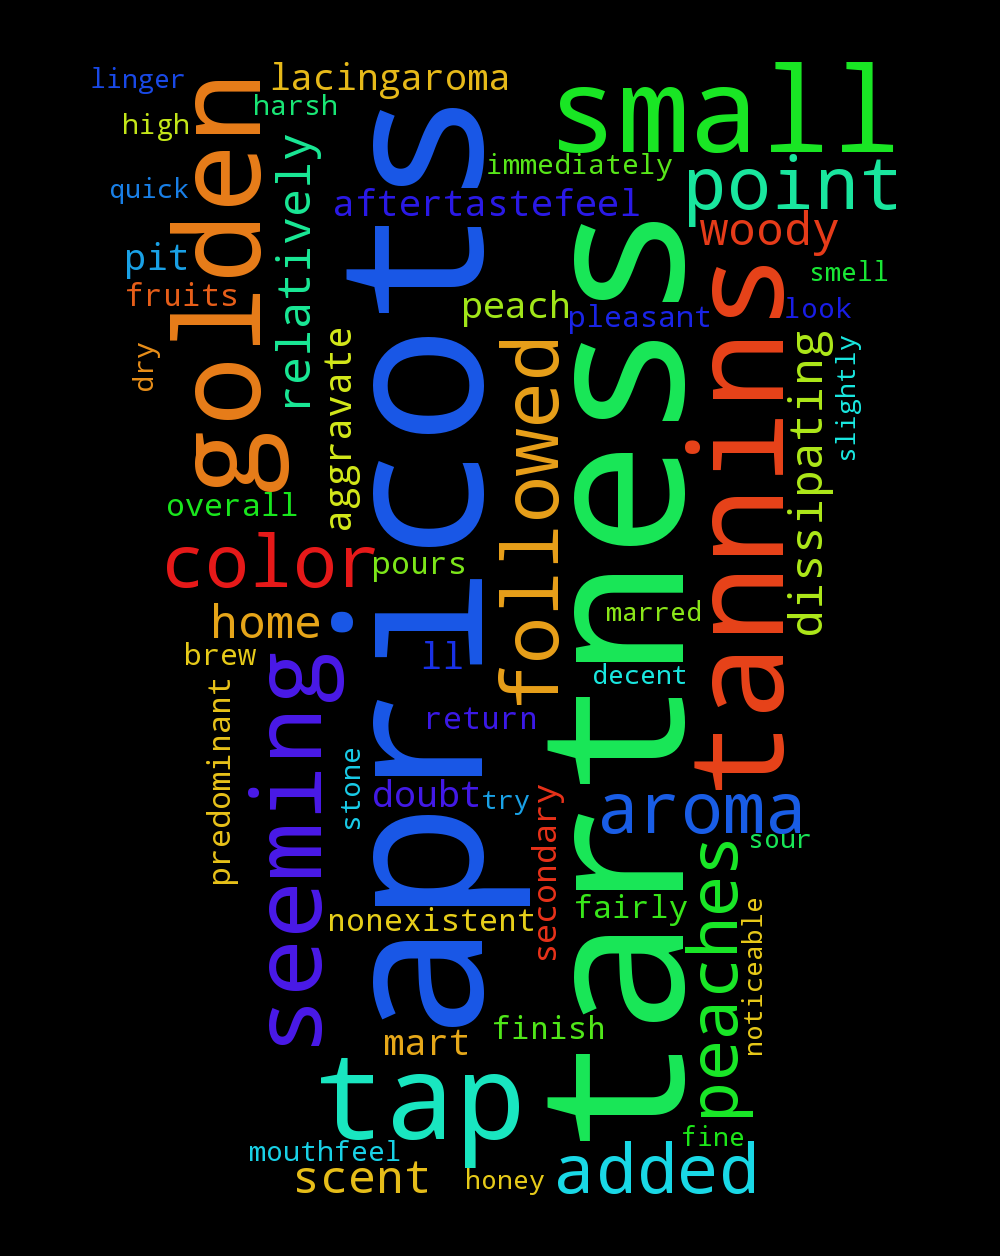 linger
lacingaroma
small
high
harsh
golden
relatively
apricots
immediately
point
quick
aftertastefeel
woody
pit
smell
fruits
peach
pleasant
look
dry
aggravate
followed
tartness
tannins
dissipating
slightly
overall
color
pours
home
marred
brew
ll
decent
seeming
predominant
return
stone
doubt
try
secondary
aroma
sour
nonexistent
fairly
peaches
noticeable
mart
finish
tap
fine
mouthfeel
scent
honey
added